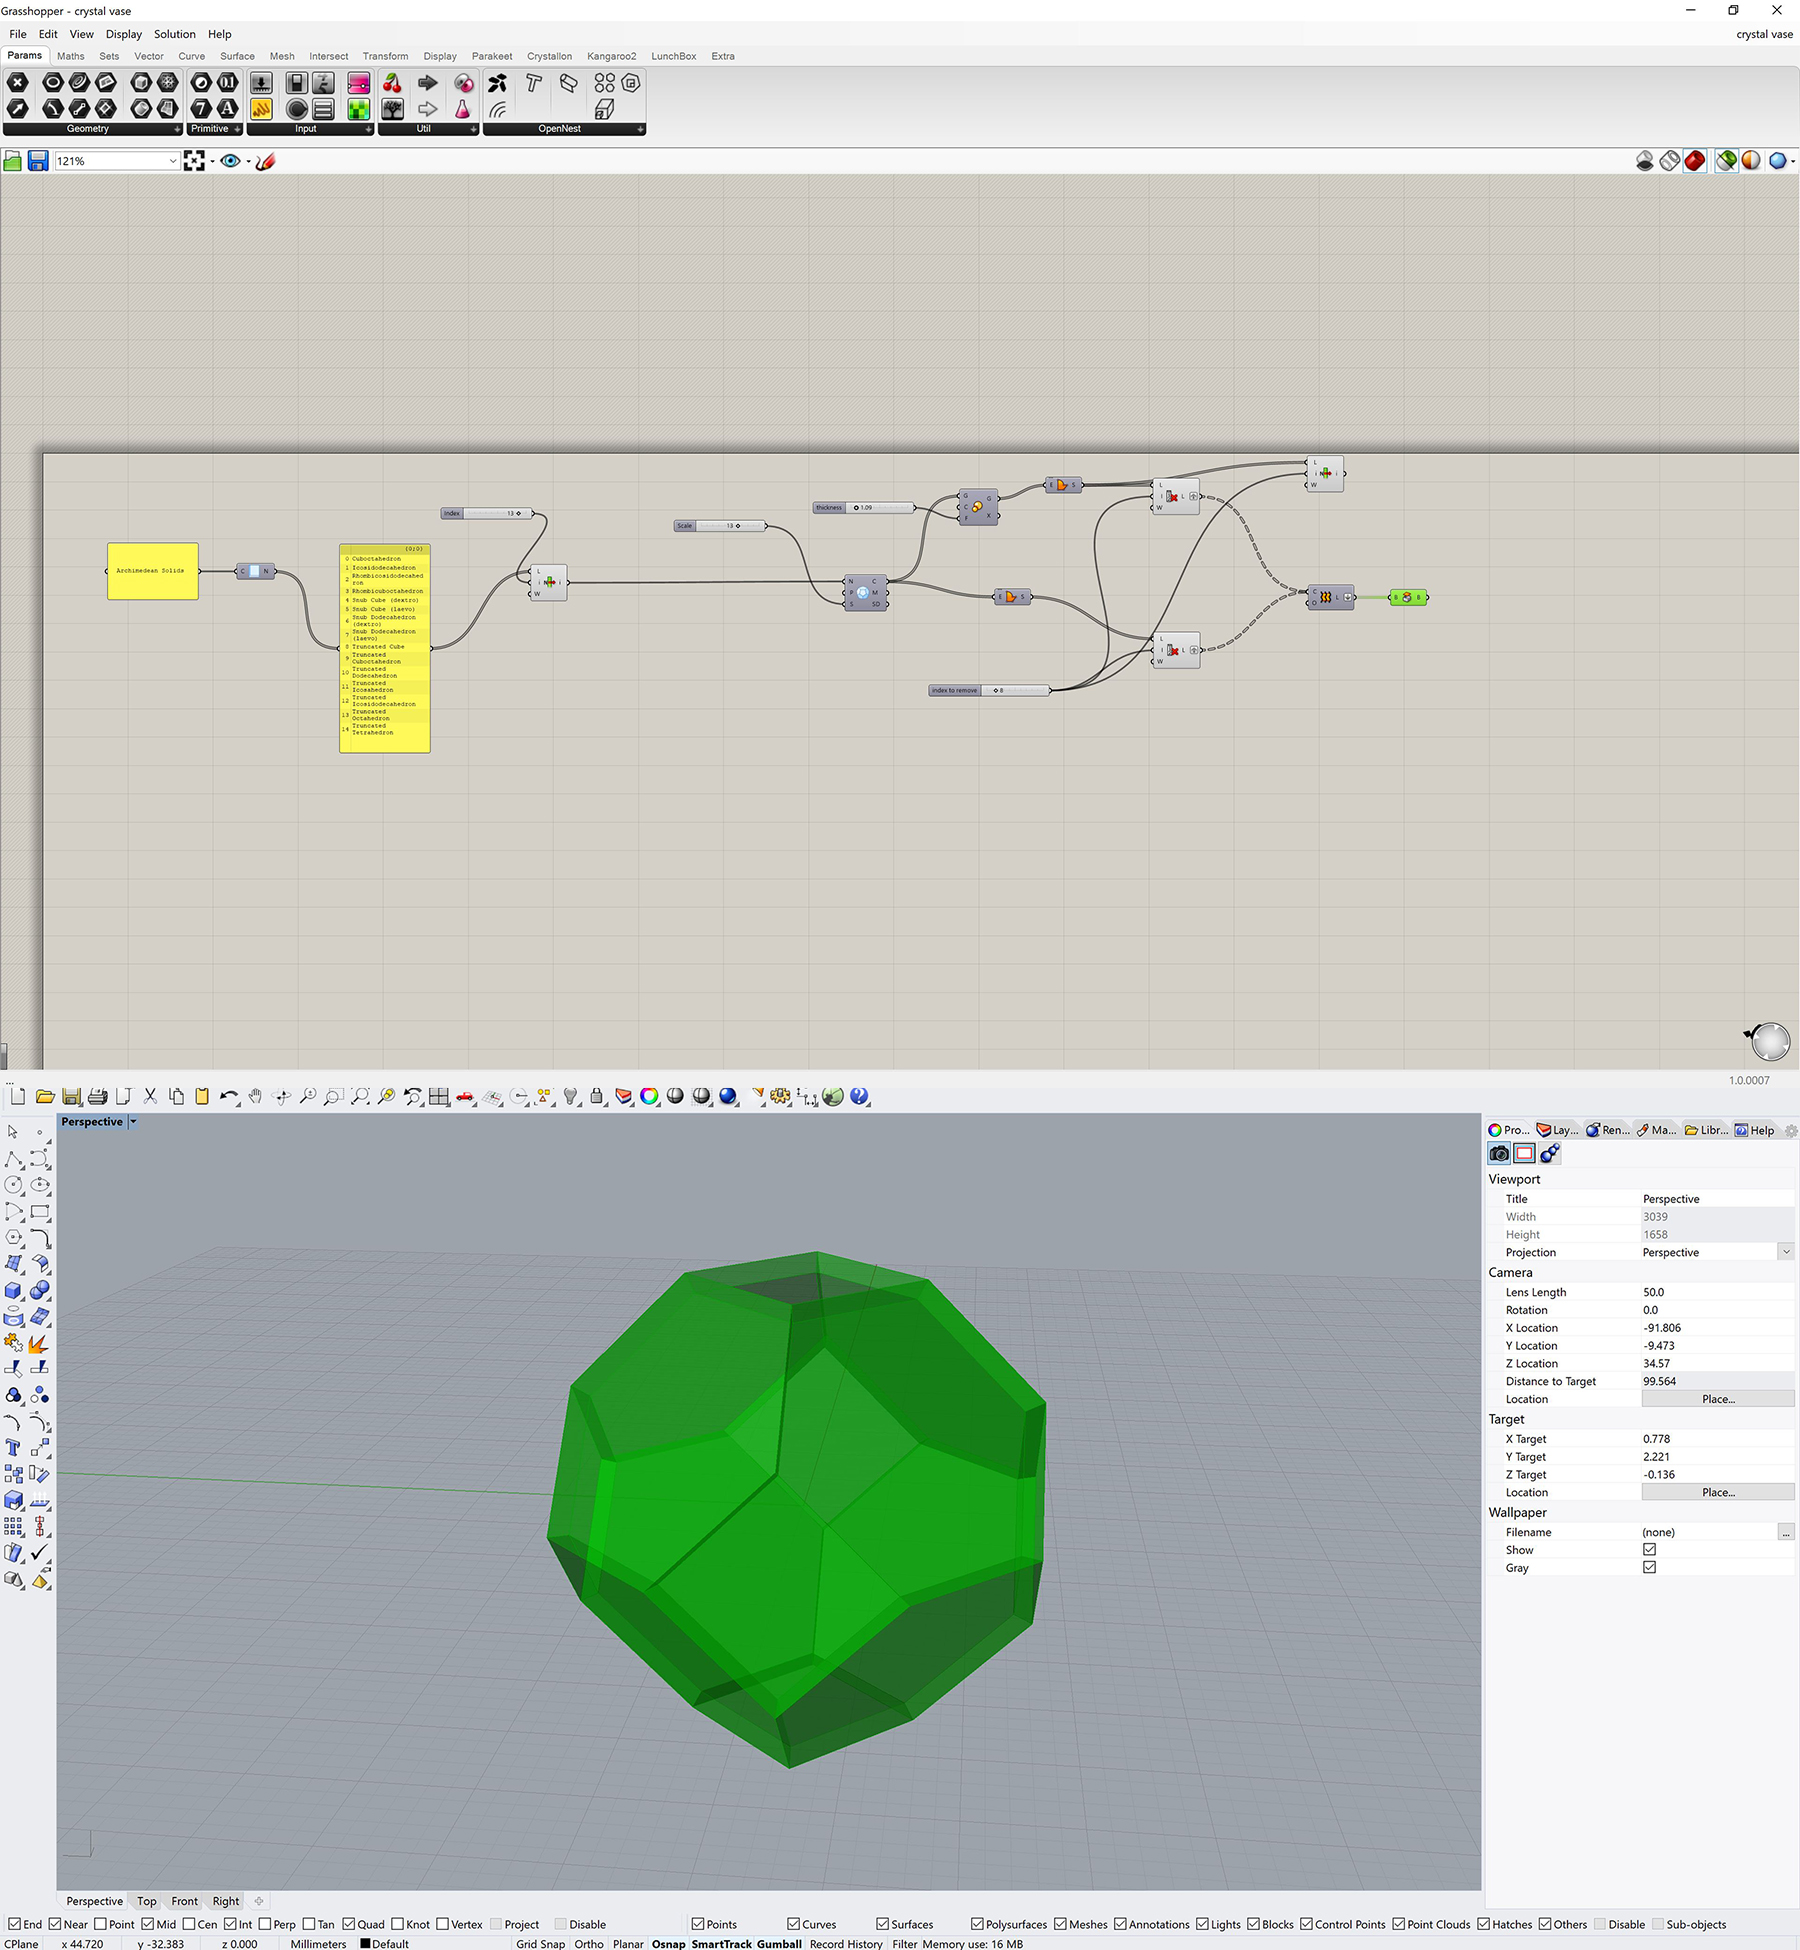 Grasshopper - crystal vase
File Edit View Display Solution Help
crystal vase
Params Maths Sets Vector Curve Surface Mesh Intersect Transform Display Parakeet Crystallon Kangaroo2 LunchBox Extra
Geometry Primitive Input Util OpenNest
121%
Archimedean Solids
C N
{0;0}
0 Cuboctahedron
1 Icosidodecahedron
2 Rhombicosidodecahed
ron
3 Rhombicuboctahedron
4 Snub Cube (dextro)
5 Snub Cube (laevo)
6 Snub Dodecahedron
(dextro)
7 Snub Dodecahedron
(laevo)
8 Truncated Cube
9 Truncated
Cuboctahedron
10 Truncated
Dodecahedron
11 Truncated
Icosahedron
12 Truncated
Icosidodecahedron
13 Truncated
Octahedron
14 Truncated
Tetrahedron
Index 13
L i W i
Scale 13
N P S C M SD
thickness 1.09
G C F G X
E S
E S
index to remove 8
L I W L
L I W L
L i W i
C O L
B B
1.0.0007
Perspective
Pro... Lay... Ren... Ma... Libr... Help
Viewport
Title Perspective
Width 3039
Height 1658
Projection Perspective
Camera
Lens Length 50.0
Rotation 0.0
X Location -91.806
Y Location -9.473
Z Location 34.57
Distance to Target 99.564
Location Place...
Target
X Target 0.778
Y Target 2.221
Z Target -0.136
Location Place...
Wallpaper
Filename (none) ...
Show
Gray
Perspective Top Front Right
End Near Point Mid Cen Int Perp Tan Quad Knot Vertex Project Disable Points Curves Surfaces Polysurfaces Meshes Annotations Lights Blocks Control Points Point Clouds Hatches Others Disable Sub-objects
CPlane x 44.720 y -32.383 z 0.000 Millimeters Default Grid Snap Ortho Planar Osnap SmartTrack Gumball Record History Filter Memory use: 16 MB